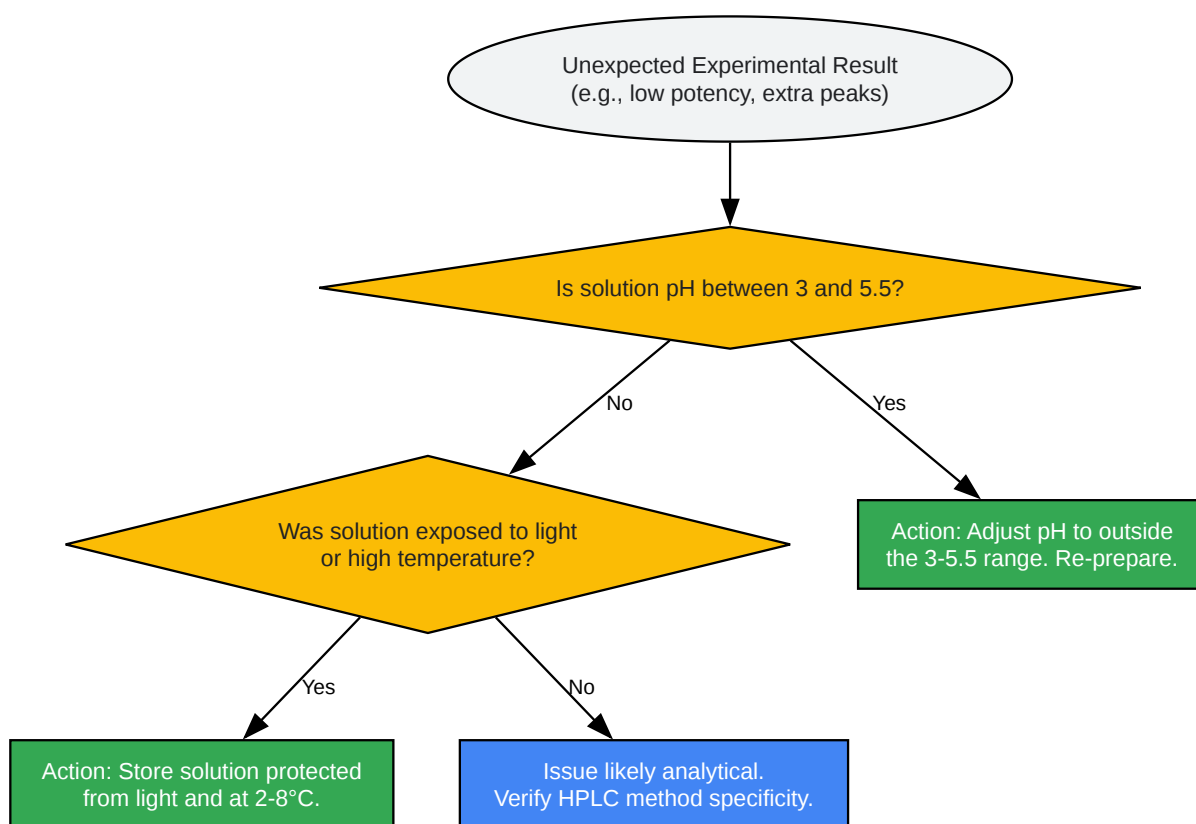 Unexpected Experimental Result
(e.g., low potency, extra peaks)
Is solution pH between 3 and 5.5?
No
Yes
Was solution exposed to light
or high temperature?
Action: Adjust pH to outside
the 3-5.5 range. Re-prepare.
Yes
No
Action: Store solution protected
from light and at 2-8°C.
Issue likely analytical.
Verify HPLC method specificity.